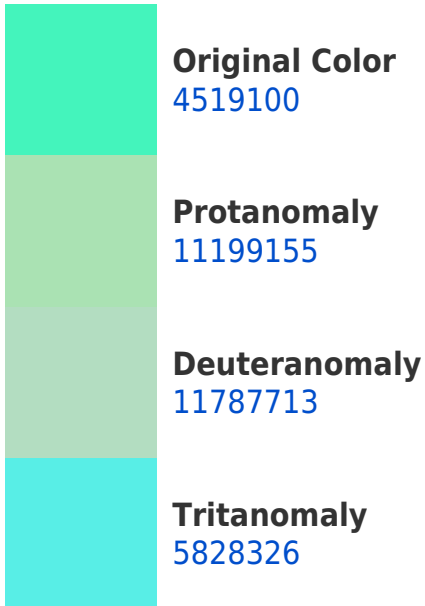 Original Color
4519100
Protanomaly
11199155
Deuteranomaly
11787713
Tritanomaly
5828326